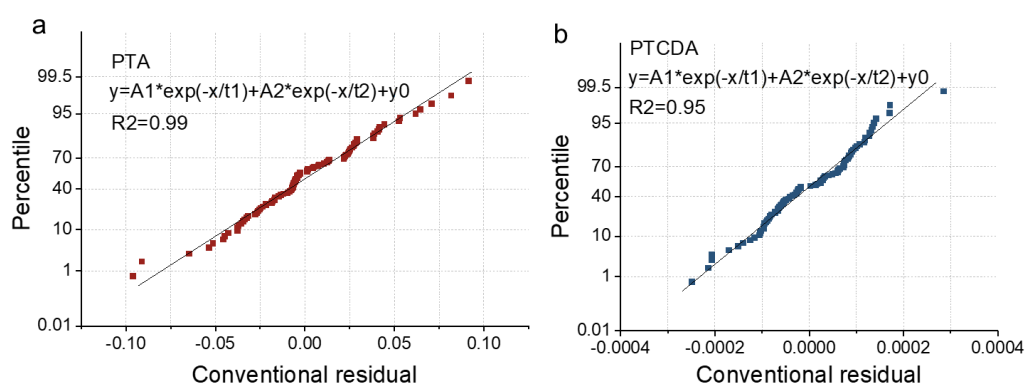 a
PTA
y=A1*exp(-x/t1)+A2*exp(-x/t2)+y0
R2=0.99
Percentile
99.5
95
70
40
10
1
0.01
-0.10
-0.05
0.00
0.05
0.10
Conventional residual
b
PTCDA
y=A1*exp(-x/t1)+A2*exp(-x/t2)+y0
R2=0.95
Percentile
99.5
95
70
40
10
1
0.01
-0.0004
-0.0002
0.0000
0.0002
0.0004
Conventional residual